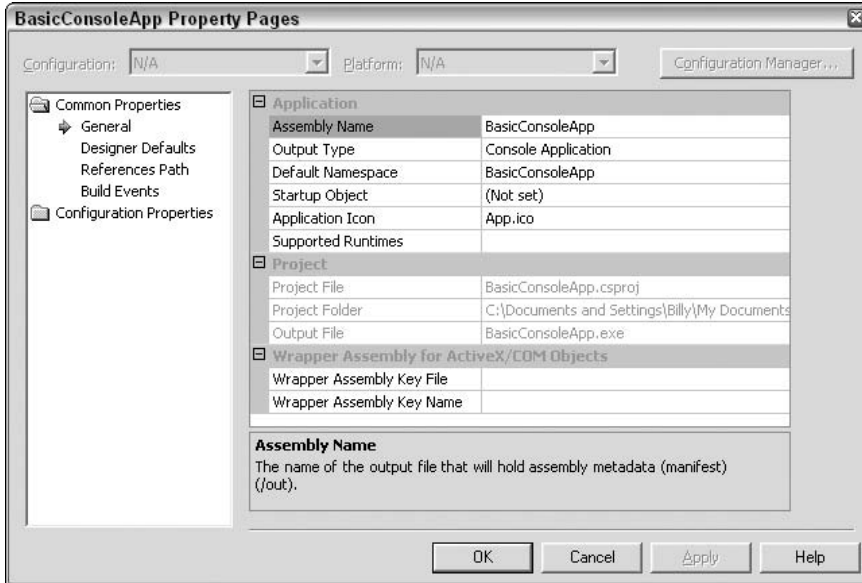 BasicConsoleApp Property Pages
Configuration: N/A Platform: N/A Configuration Manager...
Common Properties
General
Designer Defaults
References Path
Build Events
Configuration Properties
Application
Assembly Name BasicConsoleApp
Output Type Console Application
Default Namespace BasicConsoleApp
Startup Object (Not set)
Application Icon App.ico
Supported Runtimes
Project
Project File BasicConsoleApp.csproj
Project Folder C:\Documents and Settings\Billy\My Documents
Output File BasicConsoleApp.exe
Wrapper Assembly for ActiveX/COM Objects
Wrapper Assembly Key File
Wrapper Assembly Key Name
Assembly Name
The name of the output file that will hold assembly metadata (manifest)
(/out).
OK Cancel Apply Help